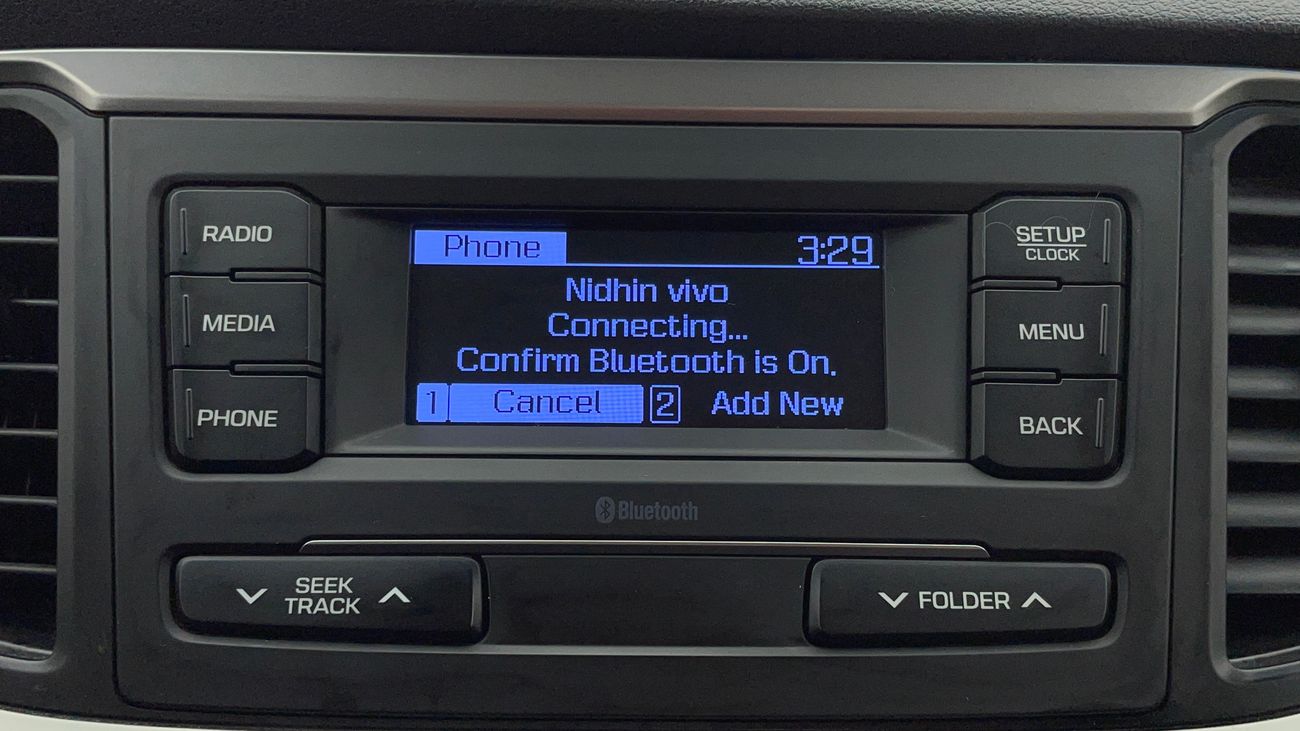 RADIO
MEDIA
PHONE
Phone 3:29
Nidhin vivo
Connecting...
Confirm Bluetooth is On.
1 Cancel 2 Add New
SETUP
CLOCK
MENU
BACK
Bluetooth
SEEK
TRACK
FOLDER